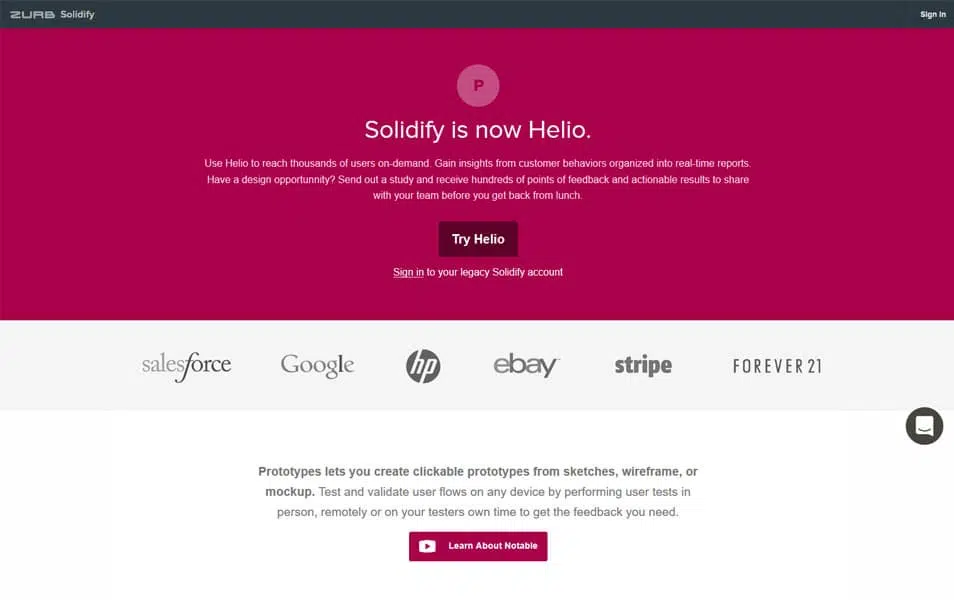 ZURB Solidify
Sign In
P
Solidify is now Helio.
Use Helio to reach thousands of users on-demand. Gain insights from customer behaviors organized into real-time reports.
Have a design opportunnity? Send out a study and receive hundreds of points of feedback and actionable results to share
with your team before you get back from lunch.
Try Helio
Sign in to your legacy Solidify account
salesforce Google hp ebay stripe FOREVER 21
Prototypes lets you create clickable prototypes from sketches, wireframe, or
mockup. Test and validate user flows on any device by performing user tests in
person, remotely or on your testers own time to get the feedback you need.
Learn About Notable